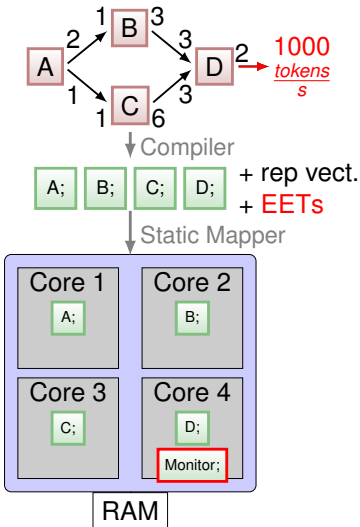 1 B 3
2 3 1000
A D 2 tokens
1 3 s
1 C 6
Compiler
A; B; C; D; + rep vect.
+ EETs
Static Mapper
Core 1 Core 2
A; B;
Core 3 Core 4
C; D;
Monitor;
RAM